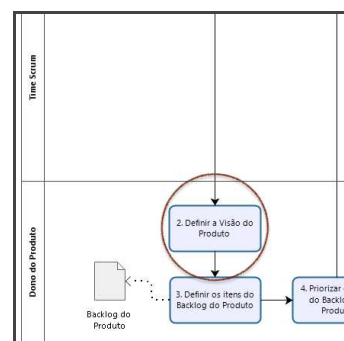 Time Scrum
Dono do Produto
2. Definir a Visão do
Produto
3. Definir os itens do
Backlog do Produto
4. Priorizar
do Backlo
Produ
Backlog do
Produto